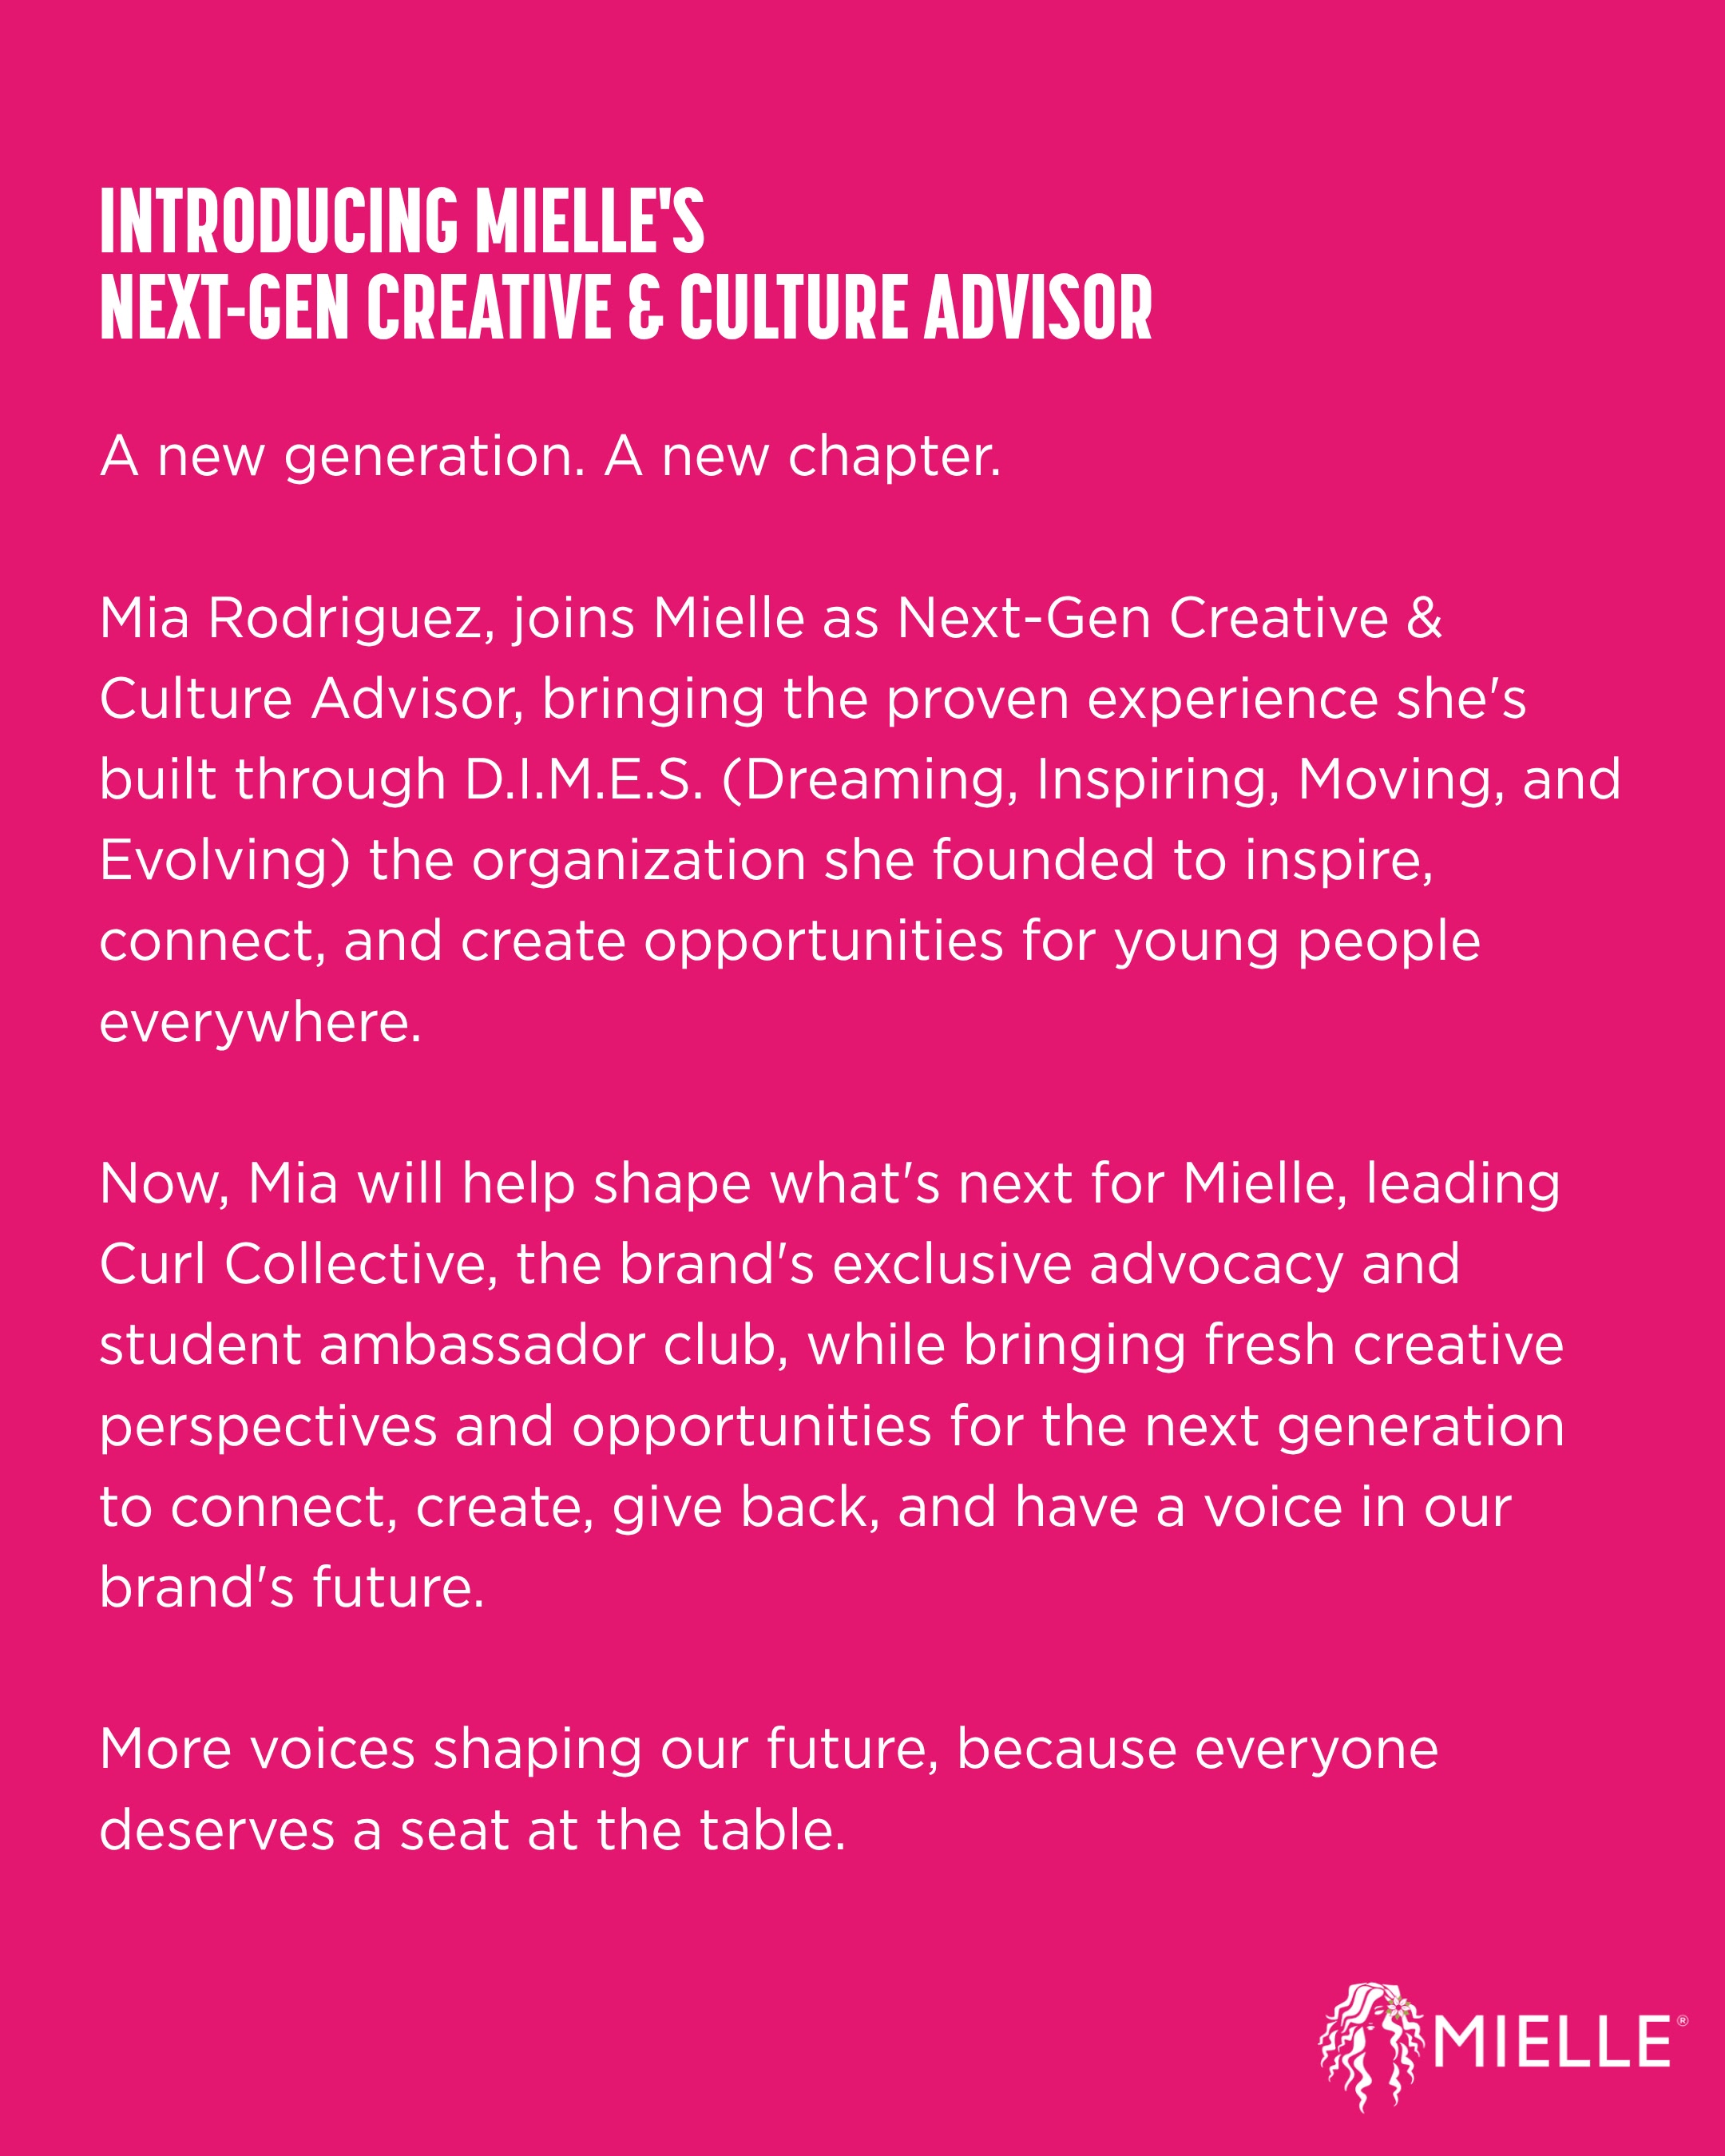 INTRODUCING MIELLE'S
NEXT-GEN CREATIVE & CULTURE ADVISOR
A new generation. A new chapter.
Mia Rodriguez, joins Mielle as Next-Gen Creative &
Culture Advisor, bringing the proven experience she's
built through D.I.M.E.S. (Dreaming, Inspiring, Moving, and
Evolving) the organization she founded to inspire,
connect, and create opportunities for young people
everywhere.
Now, Mia will help shape what's next for Mielle, leading
Curl Collective, the brand's exclusive advocacy and
student ambassador club, while bringing fresh creative
perspectives and opportunities for the next generation
to connect, create, give back, and have a voice in our
brand's future.
More voices shaping our future, because everyone
deserves a seat at the table.
MIELLE®